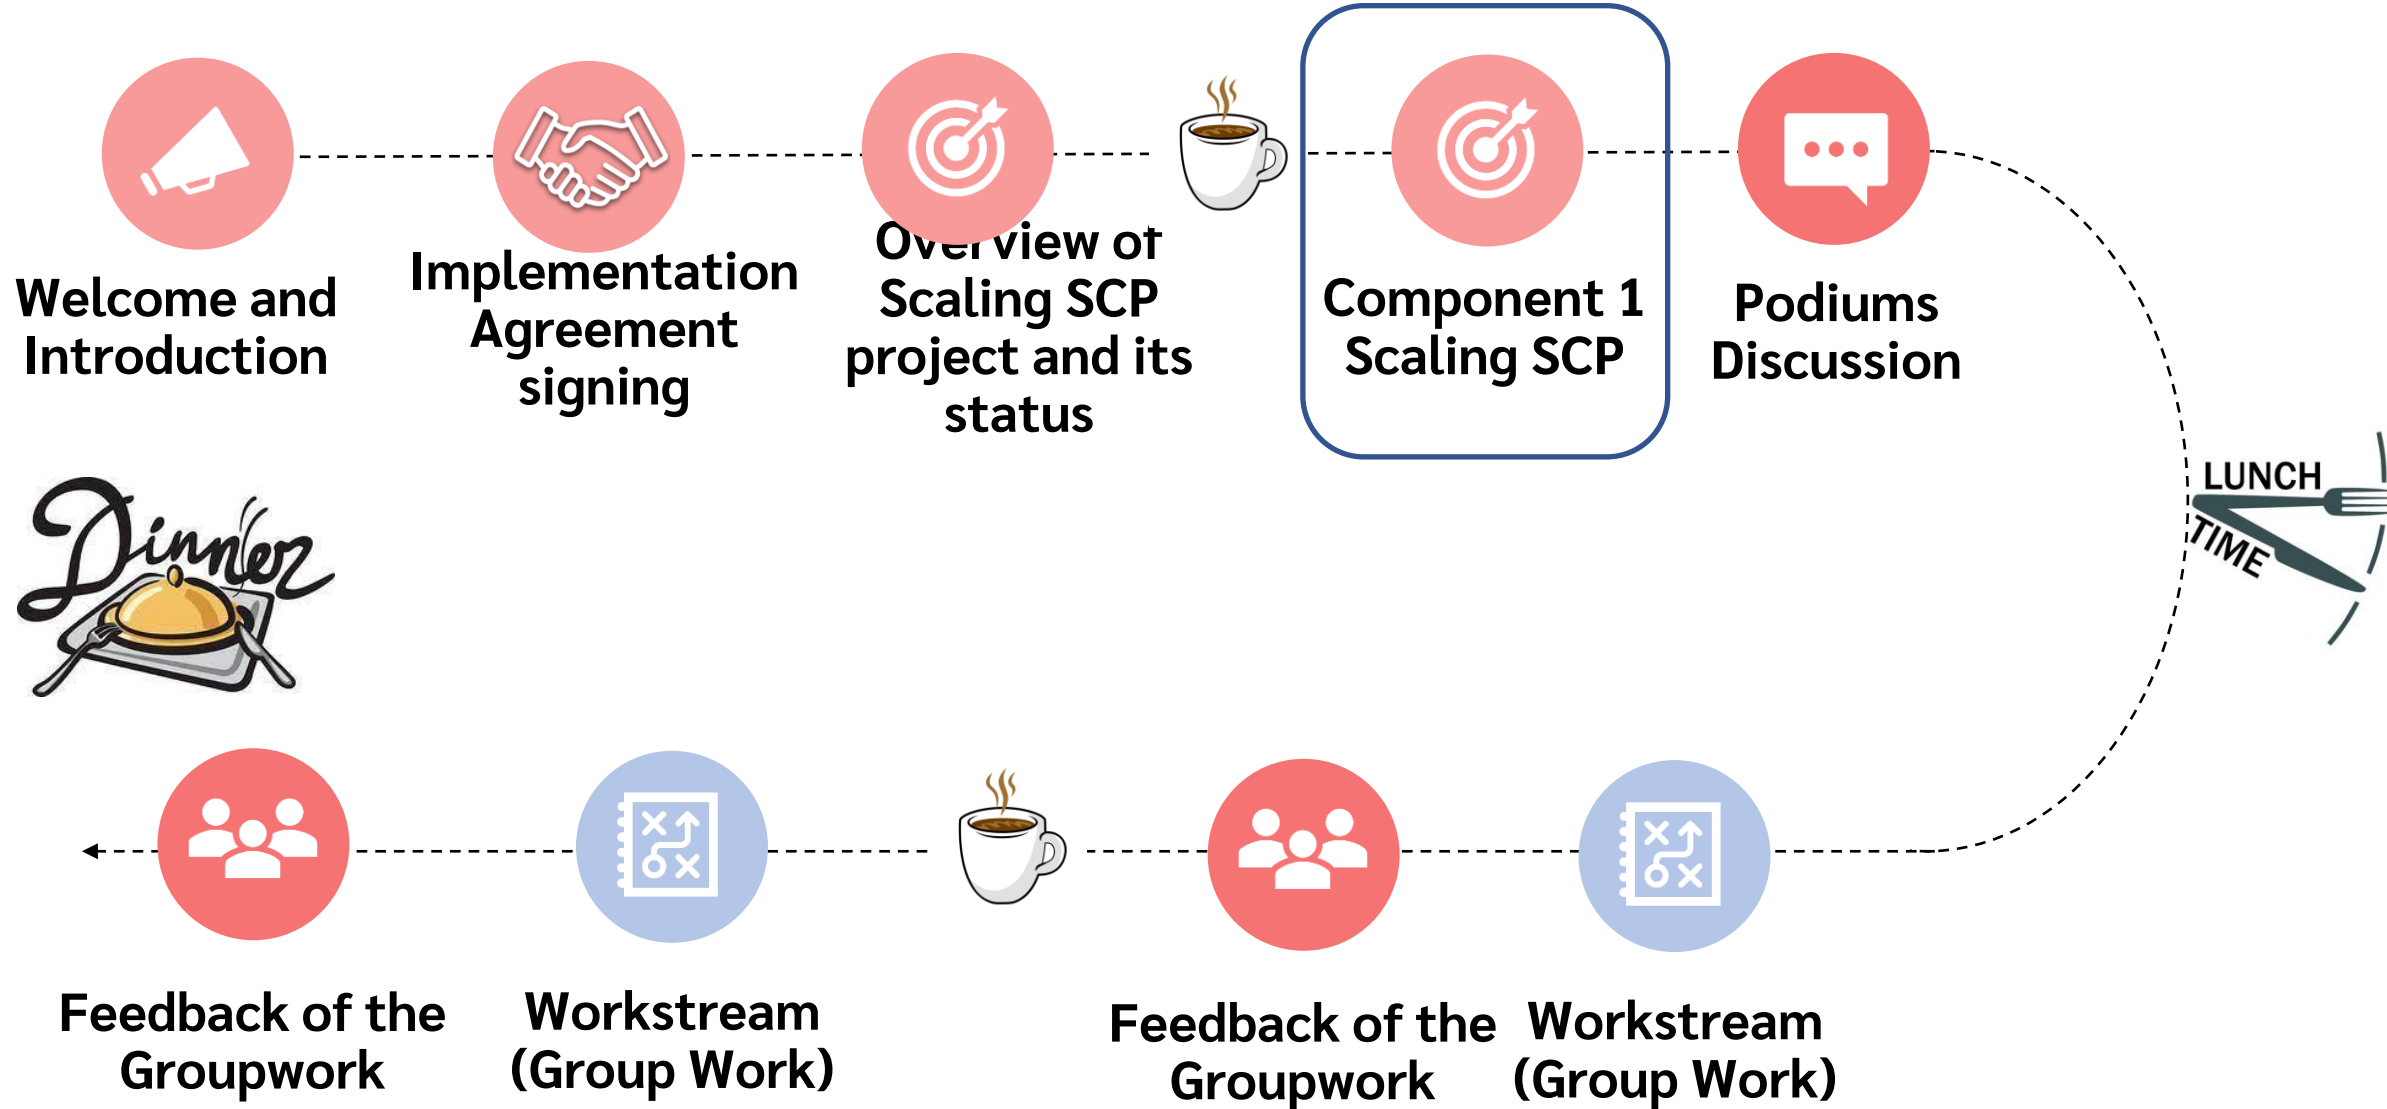 Welcome and
Introduction
Implementation
Agreement
signing
Overview of
Scaling SCP
project and its
status
Component 1
Scaling SCP
Podiums
Discussion
LUNCH
TIME
Dinner
Feedback of the
Groupwork
Workstream
(Group Work)
Feedback of the
Groupwork
Workstream
(Group Work)